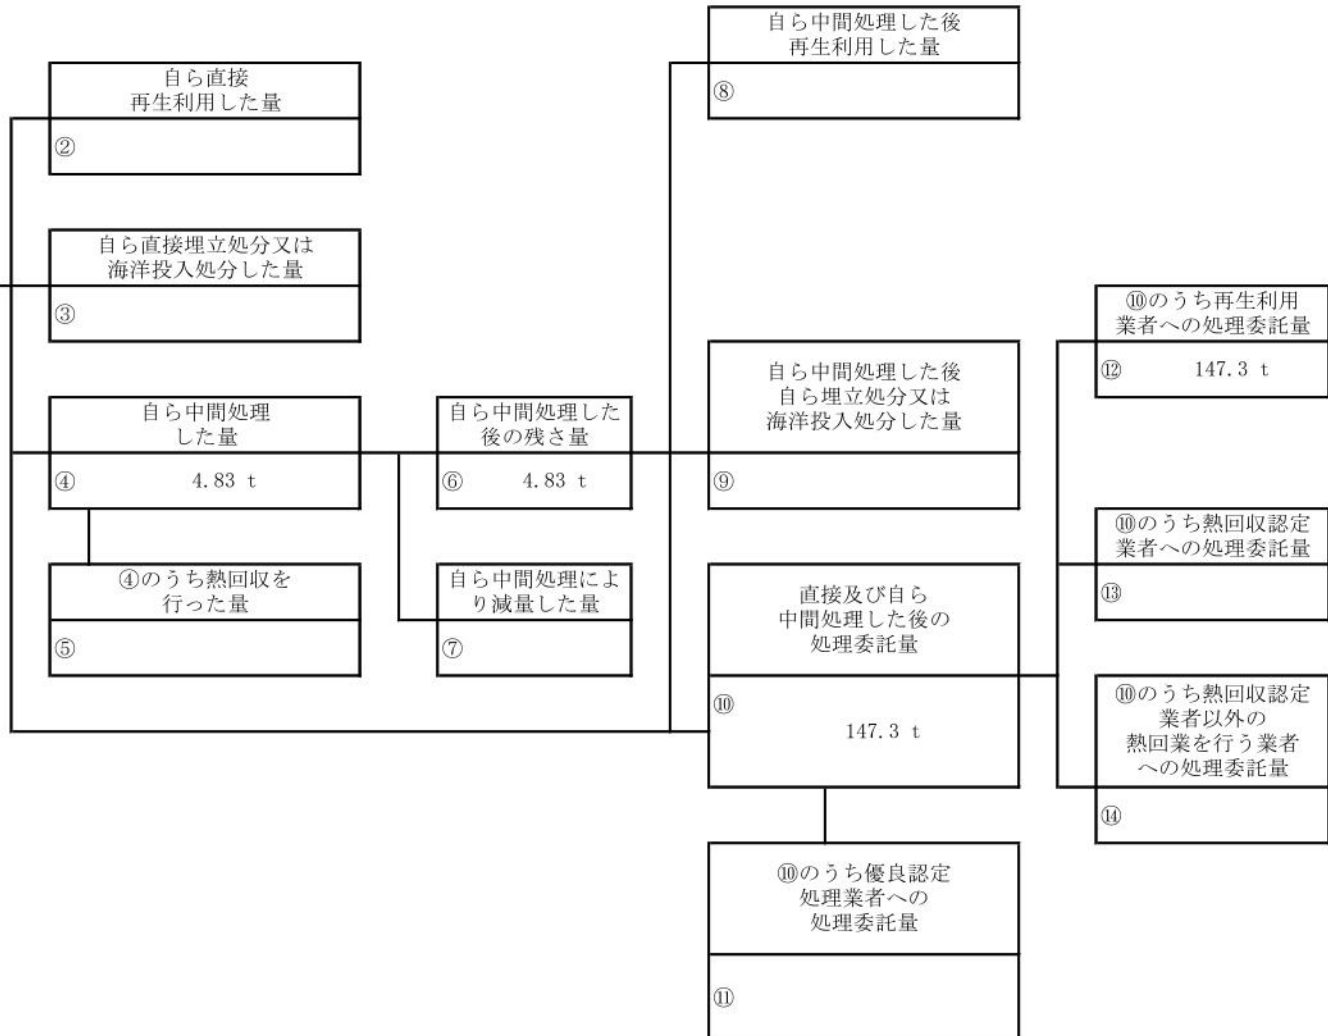 自ら直接
再生利用した量
②
自ら直接埋立処分又は
海洋投入処分した量
③
自ら中間処理
した量
④ 4.83 t
④のうち熱回収を
行った量
⑤
自ら中間処理した
後の残さ量
⑥ 4.83 t
自ら中間処理によ
り減量した量
⑦
自ら中間処理した後
再生利用した量
⑧
自ら中間処理した後
自ら埋立処分又は
海洋投入処分した量
⑨
直接及び自ら
中間処理した後の
処理委託量
⑩
147.3 t
⑩のうち優良認定
処理業者への
処理委託量
⑪
⑩のうち再生利用
業者への処理委託量
⑫ 147.3 t
⑩のうち熱回収認定
業者への処理委託量
⑬
⑩のうち熱回収認定
業者以外の
熱回業を行う業者
への処理委託量
⑭